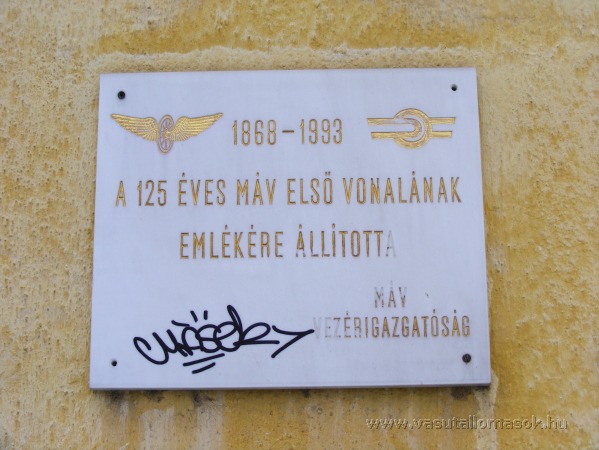 1868-1993
A 125 ÉVES MÁV ELSŐ VONALÁNAK
EMLÉKÉRE ÁLLÍTOTTA
MÁV
VEZÉRIGAZGATÓSÁG
www.vasutallomasok.hu